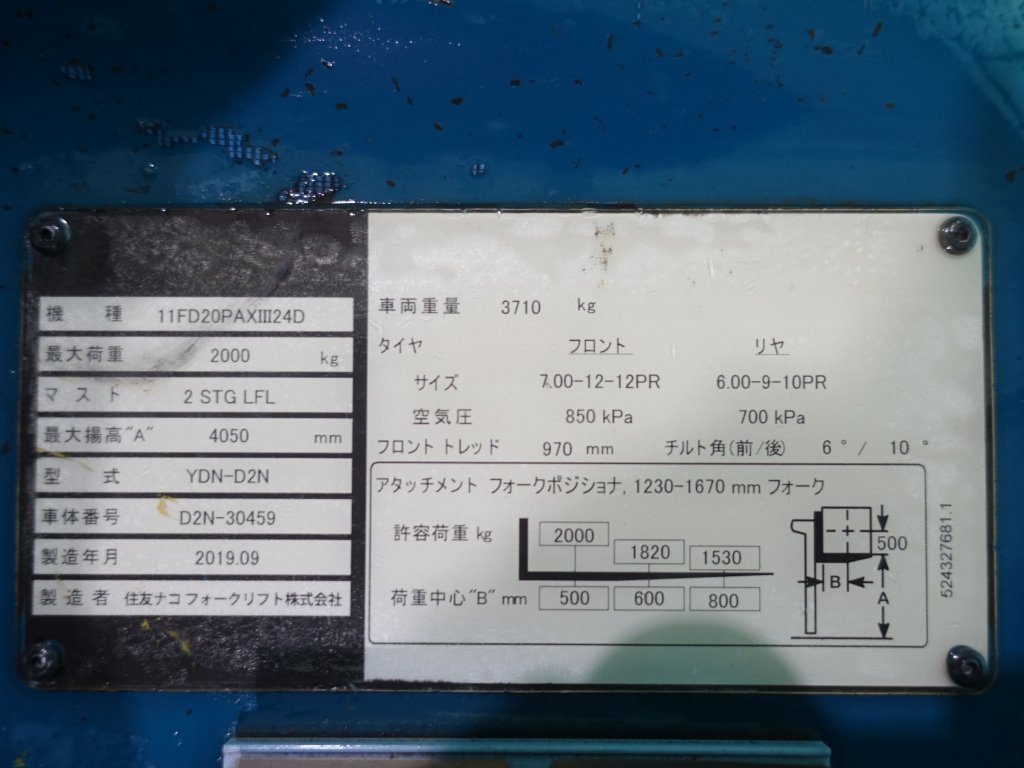 機 種 11FD20PAXIII24D
最大荷重 2000 kg
マ ス ト 2 STG LFL
最大揚高"A" 4050 mm
型 式 YDN-D2N
車体番号 D2N-30459
製造年月 2019.09
製造者 住友ナコ フォークリフト株式会社
車両重量 3710 kg
タイヤ フロント リヤ
サイズ 7.00-12-12PR 6.00-9-10PR
空気圧 850 kPa 700 kPa
フロント トレッド 970 mm チルト角(前/後) 6 ° / 10 °
アタッチメント フォークポジショナ, 1230-1670 mm フォーク
許容荷重 kg 2000 1820 1530
荷重中心"B" mm 500 600 800
500
B
A
524327681.1